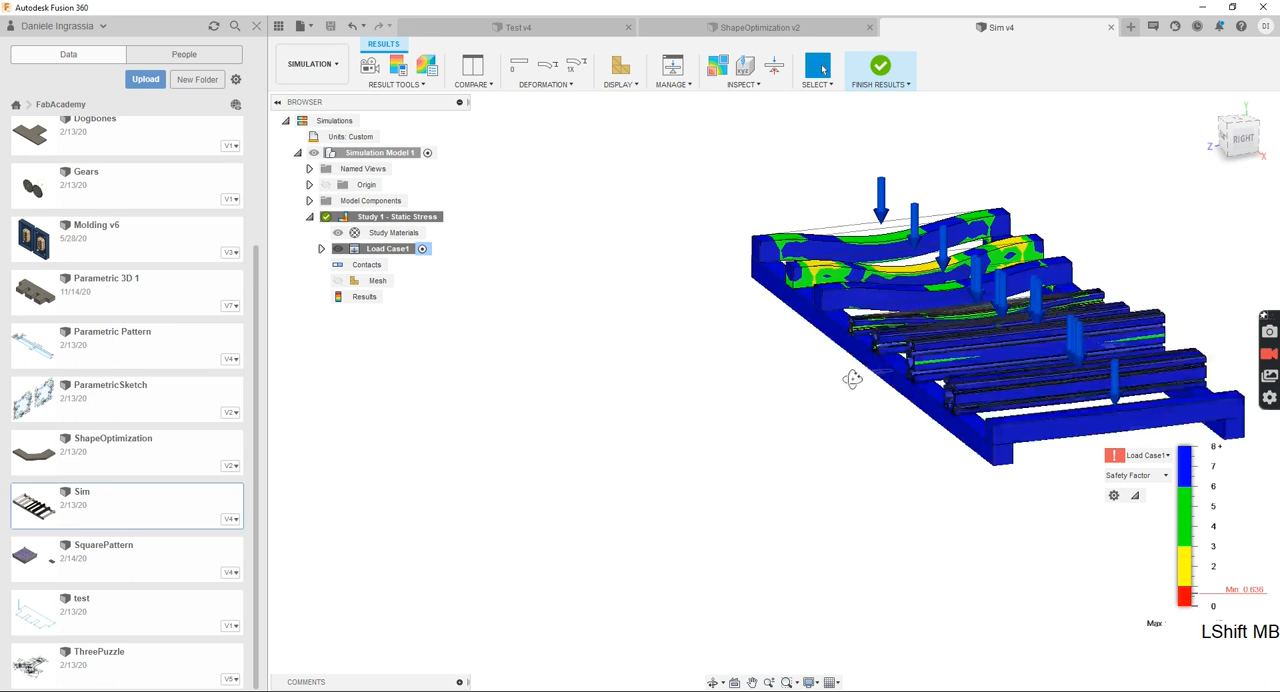 Autodesk Fusion 360
Daniele Ingrassia
Test v4
ShapeOptimization v2
Sim v4
DI
Data
People
Upload
New Folder
FabAcademy
Dogbones
2/13/20
V1
Gears
2/13/20
V1
Molding v6
5/28/20
V3
Parametric 3D 1
11/14/20
V7
Parametric Pattern
2/13/20
V4
ParametricSketch
2/13/20
V2
ShapeOptimization
2/13/20
V2
Sim
2/13/20
V4
SquarePattern
2/14/20
V4
test
2/13/20
V1
ThreePuzzle
2/13/20
V5
SIMULATION
RESULTS
RESULT TOOLS
COMPARE
DEFORMATION
DISPLAY
MANAGE
INSPECT
SELECT
FINISH RESULTS
0
1X
BROWSER
Simulations
Units: Custom
Simulation Model 1
Named Views
Origin
Model Components
Study 1 - Static Stress
Study Materials
Load Case1
Contacts
Mesh
Results
COMMENTS
Y
RIGHT
Z
X
Load Case1
Safety Factor
8 +
7
6
5
4
3
2
Min: 0.636
0
Max :
LShift MB